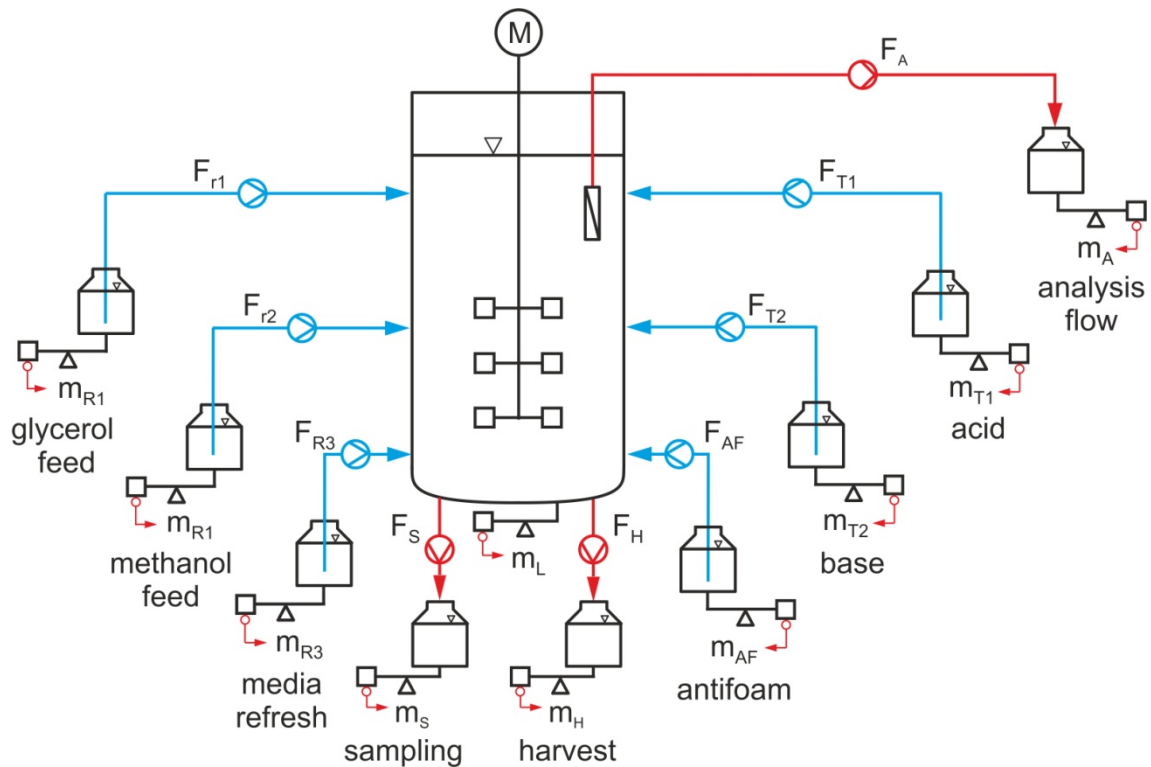 M
F_A
F_r1
F_T1
m_A
analysis
flow
F_r2
F_T2
m_R1
glycerol
feed
m_T1
acid
F_R3
F_AF
m_R1
methanol
feed
F_S
m_L
F_H
m_T2
base
m_R3
media
refresh
m_S
sampling
m_H
harvest
m_AF
antifoam